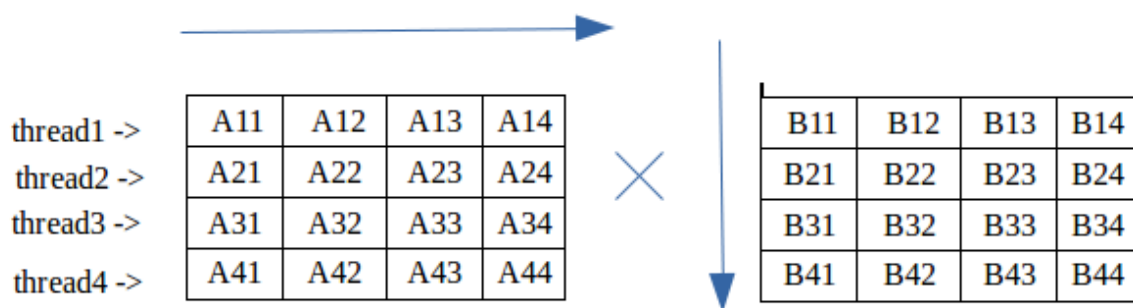 thread1 -> A11 A12 A13 A14 B11 B12 B13 B14
thread2 -> A21 A22 A23 A24 B21 B22 B23 B24
thread3 -> A31 A32 A33 A34 B31 B32 B33 B34
thread4 -> A41 A42 A43 A44 B41 B42 B43 B44